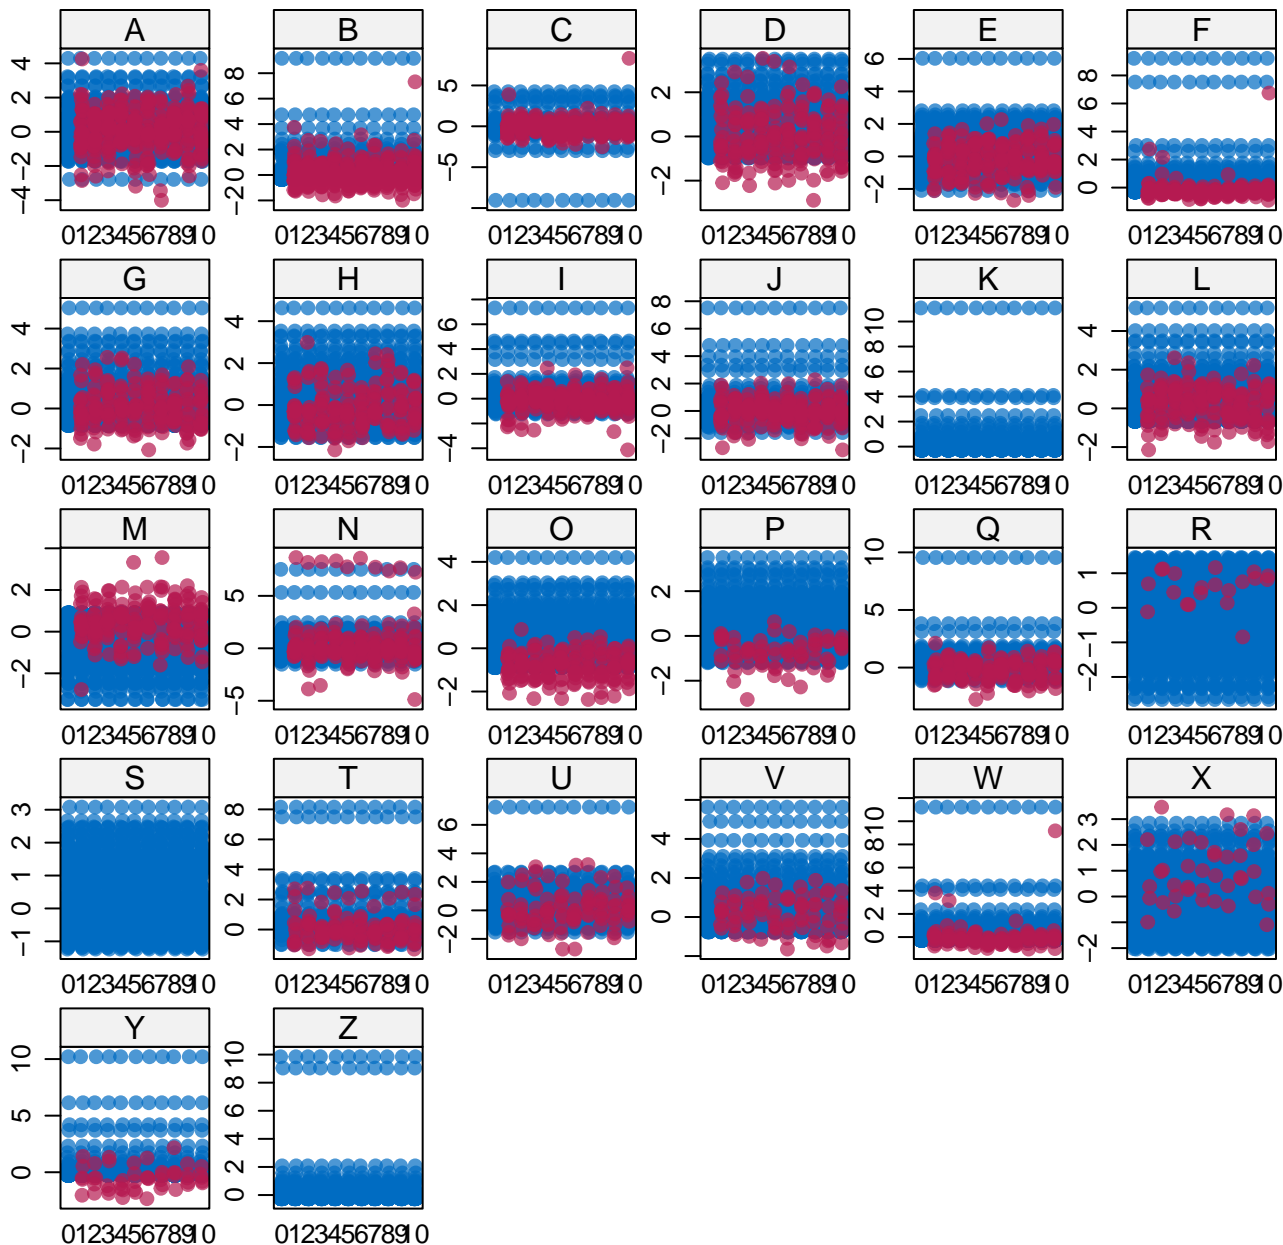 A B C D E F
4 2 0 −2 −4
8 6 4 2 0 −2
5 0 −5
2 0 −2
6 4 2 0 −2
8 6 4 2 0
012345678910 012345678910 012345678910 012345678910 012345678910 012345678910
G H I J K L
4 2 0 −2
4 2 0 −2
6 4 2 0 −4
8 6 4 2 0 −2
10 8 6 4 2 0
4 2 0 −2
012345678910 012345678910 012345678910 012345678910 012345678910 012345678910
M N O P Q R
2 0 −2
5 0 −5
4 2 0 −2
2 0 −2
10 5 0
1 0 −1 −2
012345678910 012345678910 012345678910 012345678910 012345678910 012345678910
S T U V W X
3 2 1 0 −1
8 6 4 2 0
6 4 2 0 −2
4 2 0
10 8 6 4 2 0
3 2 1 0 −2
012345678910 012345678910 012345678910 012345678910 012345678910 012345678910
Y Z
10 5 0
10 8 6 4 2 0
012345678910 012345678910